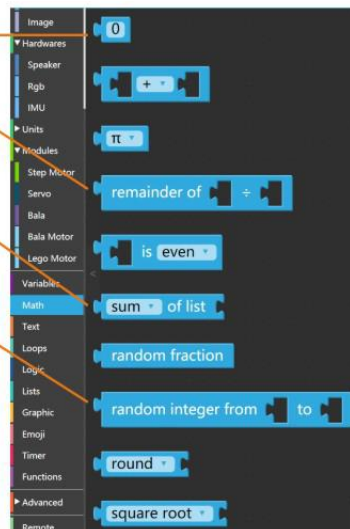 Image
Hardwares
Speaker
Rgb
IMU
Units
Modules
Step Motor
Servo
Bala
Bala Motor
Lego Motor
Variables
Math
Text
Loops
Logic
Lists
Graphic
Emoji
Timer
Functions
Advanced
Remote
0
+
π
remainder of ÷
is even
sum of list
random fraction
random integer from to
round
square root